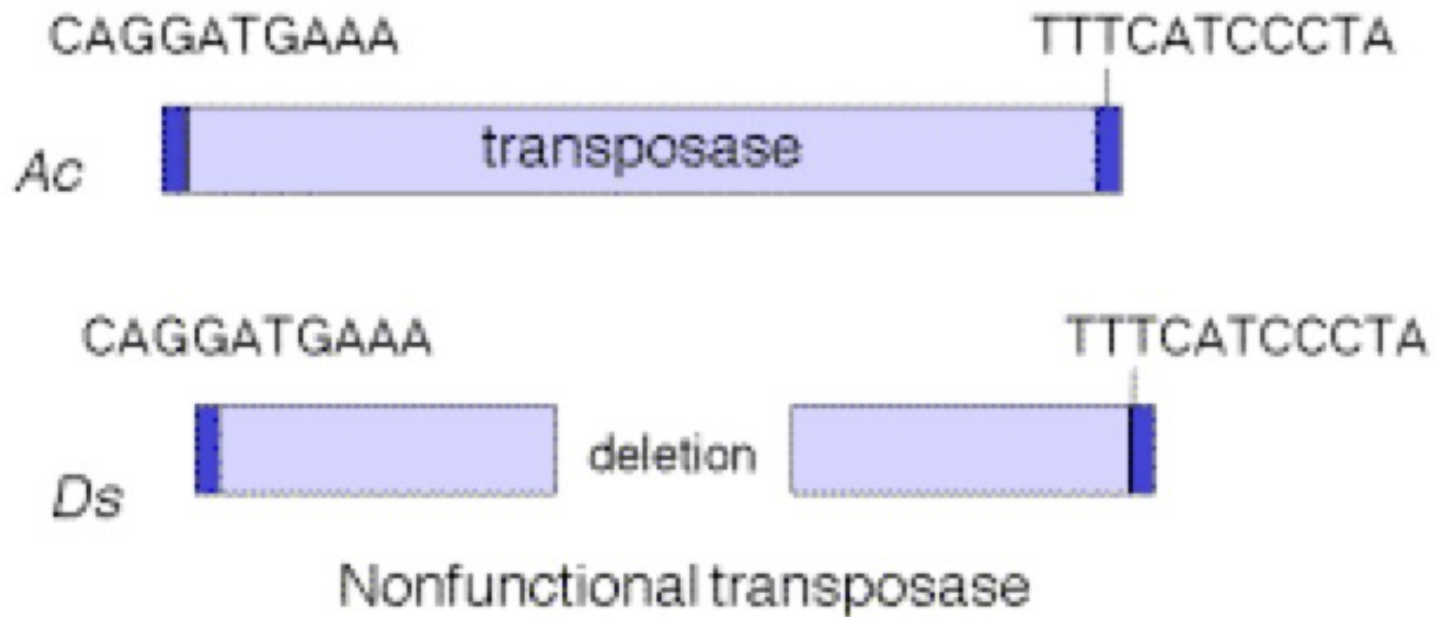 CAGGATGAAA TTTCATCCCTA
Ac transposase
CAGGATGAAA TTTCATCCCTA
Ds deletion
Nonfunctional transposase